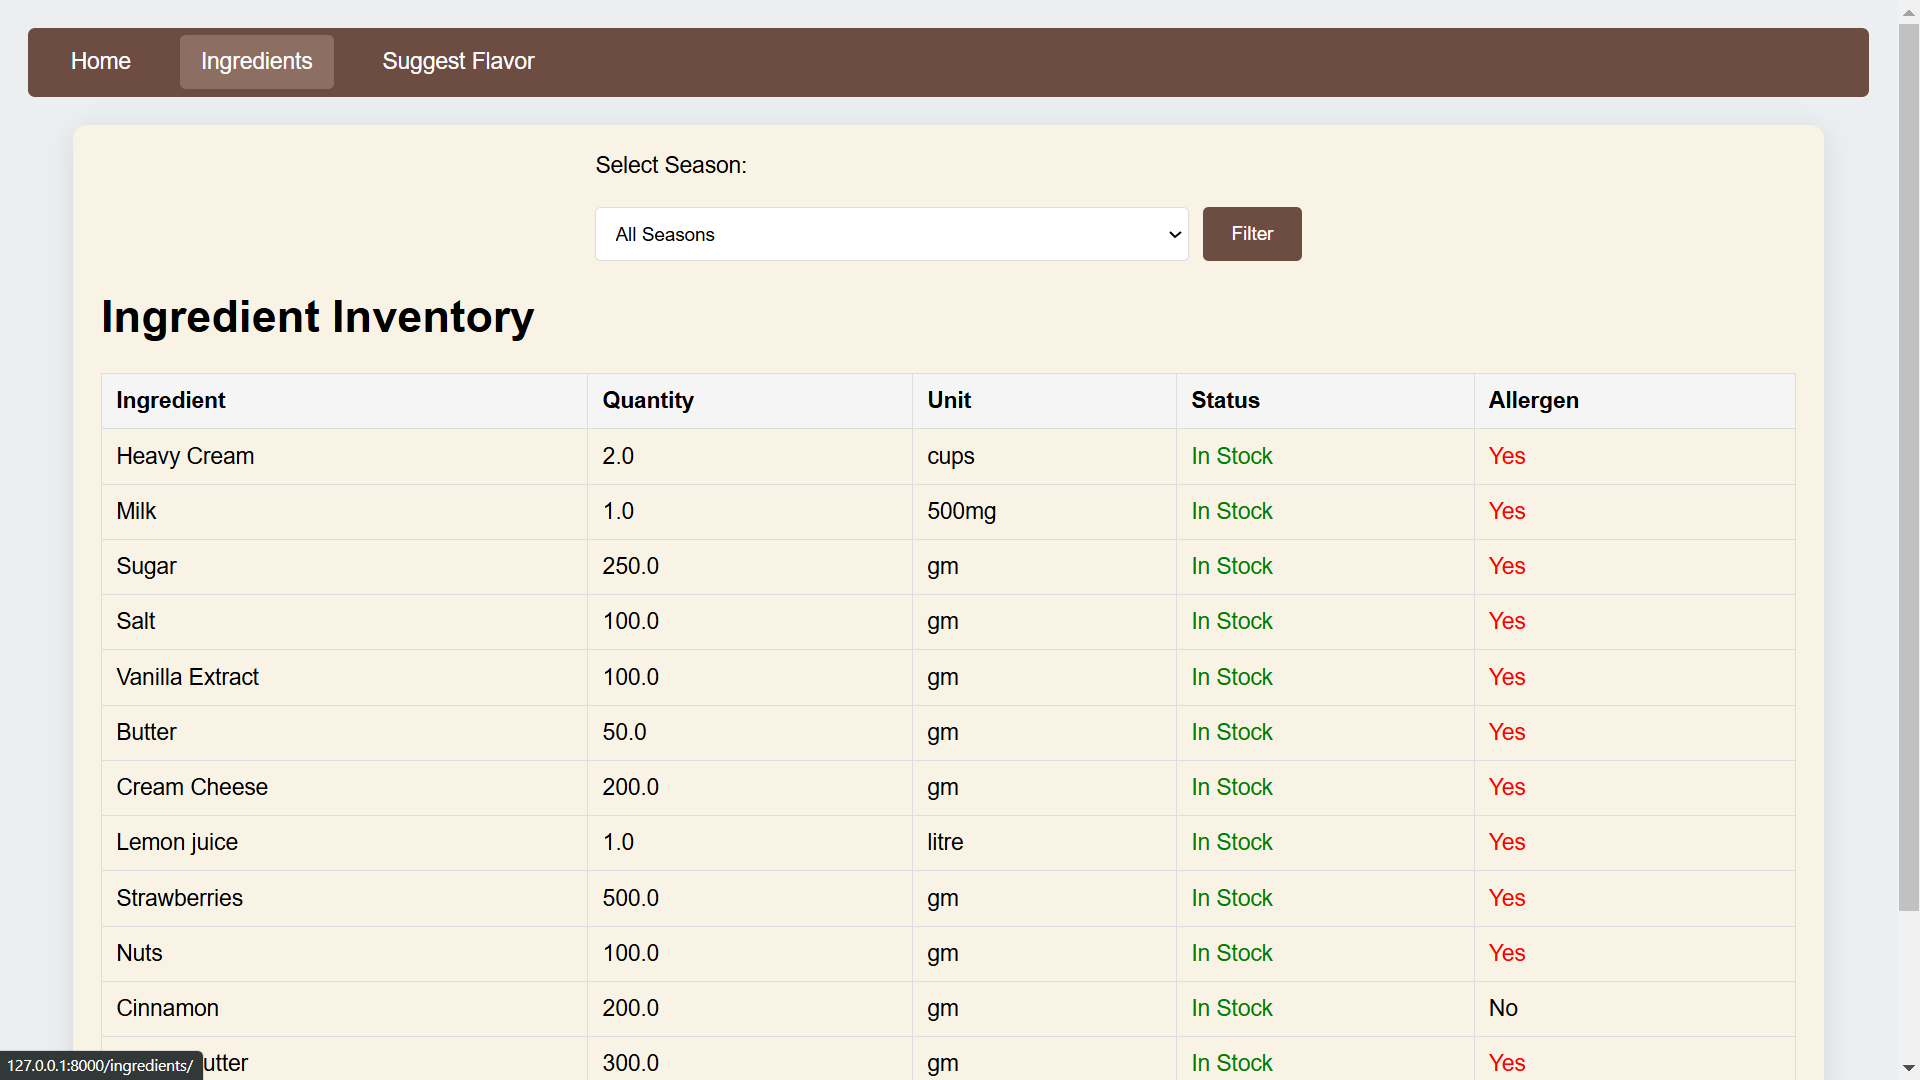 Home Ingredients Suggest Flavor
Select Season:
All Seasons Filter
Ingredient Inventory
Ingredient Quantity Unit Status Allergen
Heavy Cream 2.0 cups In Stock Yes
Milk 1.0 500mg In Stock Yes
Sugar 250.0 gm In Stock Yes
Salt 100.0 gm In Stock Yes
Vanilla Extract 100.0 gm In Stock Yes
Butter 50.0 gm In Stock Yes
Cream Cheese 200.0 gm In Stock Yes
Lemon juice 1.0 litre In Stock Yes
Strawberries 500.0 gm In Stock Yes
Nuts 100.0 gm In Stock Yes
Cinnamon 200.0 gm In Stock No
utter 300.0 gm In Stock Yes
127.0.0.1:8000/ingredients/